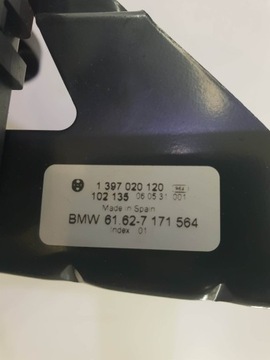 1 397 020 120
102 135 06 05 31 001
Made in Spain
BMW 61.62-7 171 564
Index 01